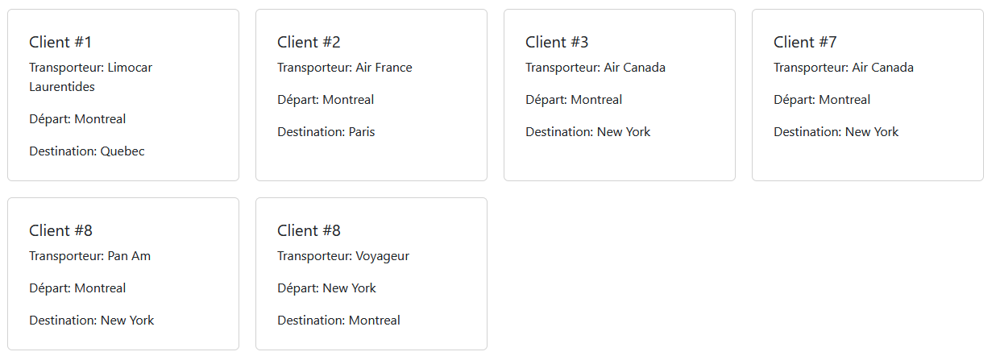 Client #1
Transporteur: Limocar
Laurentides
Départ: Montreal
Destination: Quebec
Client #2
Transporteur: Air France
Départ: Montreal
Destination: Paris
Client #3
Transporteur: Air Canada
Départ: Montreal
Destination: New York
Client #7
Transporteur: Air Canada
Départ: Montreal
Destination: New York
Client #8
Transporteur: Pan Am
Départ: Montreal
Destination: New York
Client #8
Transporteur: Voyageur
Départ: New York
Destination: Montreal